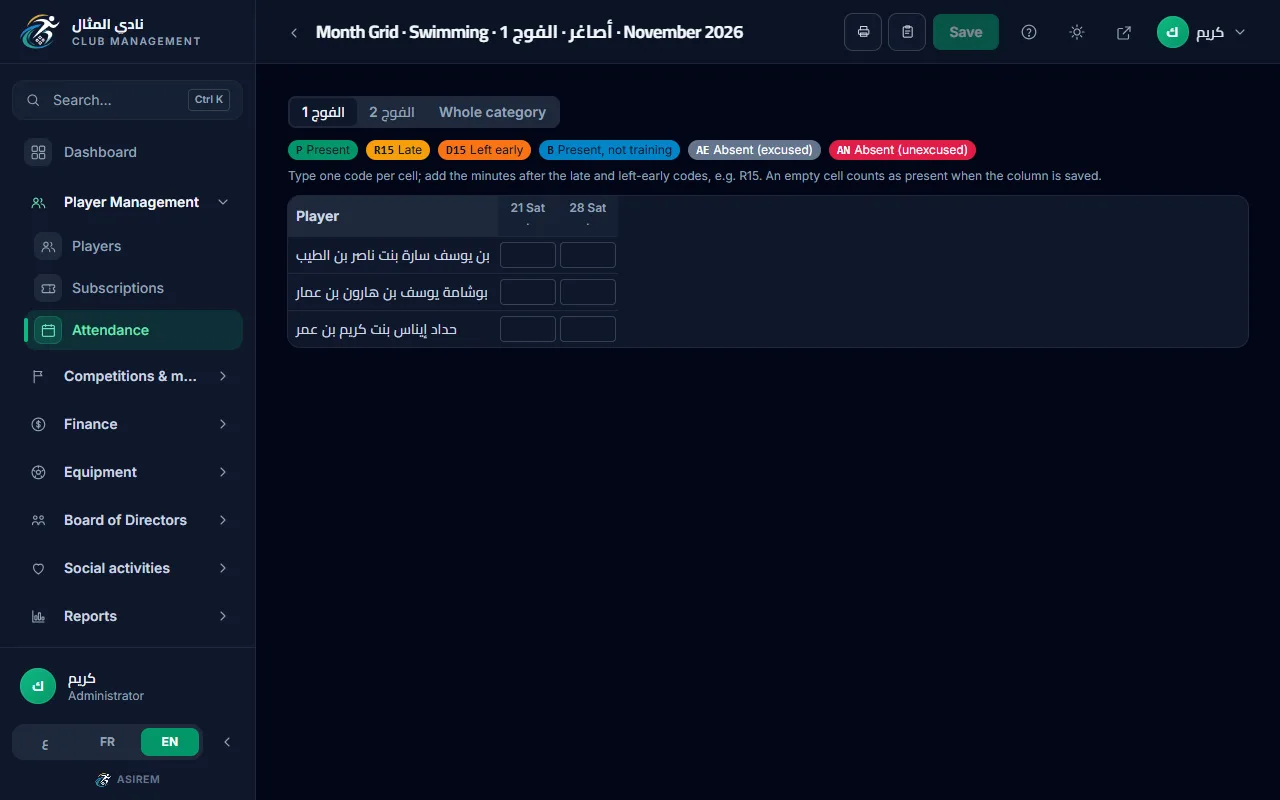 نادي المثال
CLUB MANAGEMENT
Search...
Ctrl K
Dashboard
Player Management
Players
Subscriptions
Attendance
Competitions & m...
Finance
Equipment
Board of Directors
Social activities
Reports
ك
كريم
Administrator
ع
FR
EN
ASIREM
Month Grid · Swimming · أصاغر · الفوج 1 · November 2026
Save
ك
كريم
الفوج 1
الفوج 2
Whole category
P Present
R15 Late
D15 Left early
B Present, not training
AE Absent (excused)
AN Absent (unexcused)
Type one code per cell; add the minutes after the late and left-early codes, e.g. R15. An empty cell counts as present when the column is saved.
Player
21 Sat
·
28 Sat
·
بن يوسف سارة بنت ناصر بن الطيب
بوشامة يوسف بن هارون بن عمار
حداد إيناس بنت كريم بن عمر